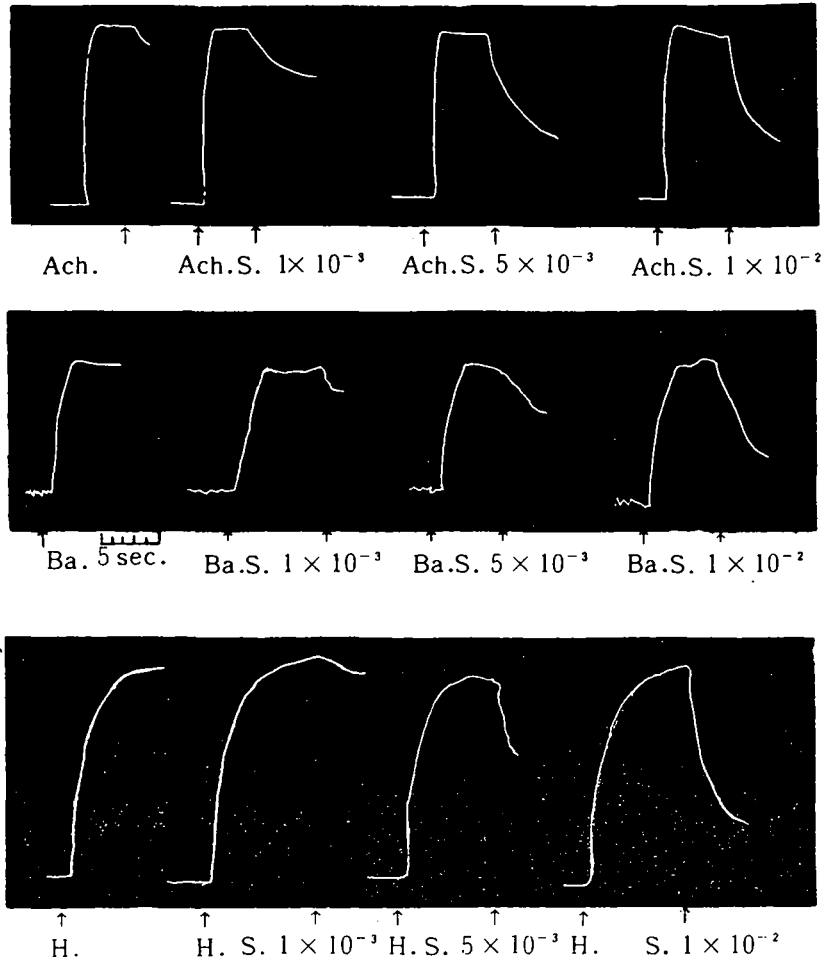 Ach. Ach.S. 1 × 10⁻³ Ach.S. 5 × 10⁻³ Ach.S. 1 × 10⁻²
Ba. 5 sec. Ba.S. 1 × 10⁻³ Ba.S. 5 × 10⁻³ Ba.S. 1 × 10⁻²
H. H. S. 1 × 10⁻³ H. S. 5 × 10⁻³ H. S. 1 × 10⁻²